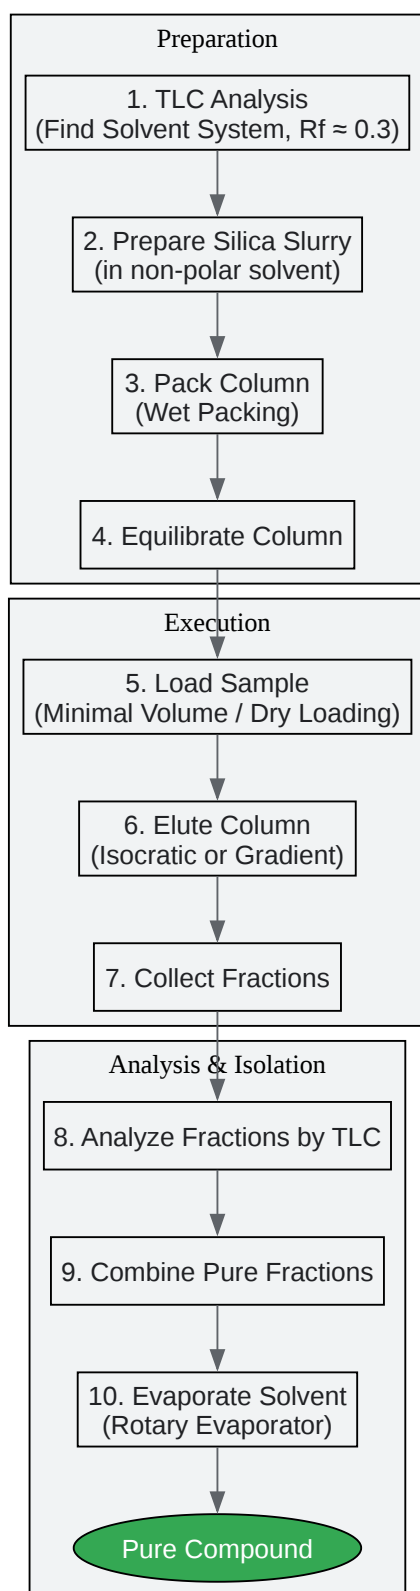 Preparation
1. TLC Analysis
(Find Solvent System, Rf ≈ 0.3)
2. Prepare Silica Slurry
(in non-polar solvent)
3. Pack Column
(Wet Packing)
4. Equilibrate Column
Execution
5. Load Sample
(Minimal Volume / Dry Loading)
6. Elute Column
(Isocratic or Gradient)
7. Collect Fractions
Analysis & Isolation
8. Analyze Fractions by TLC
9. Combine Pure Fractions
10. Evaporate Solvent
(Rotary Evaporator)
Pure Compound